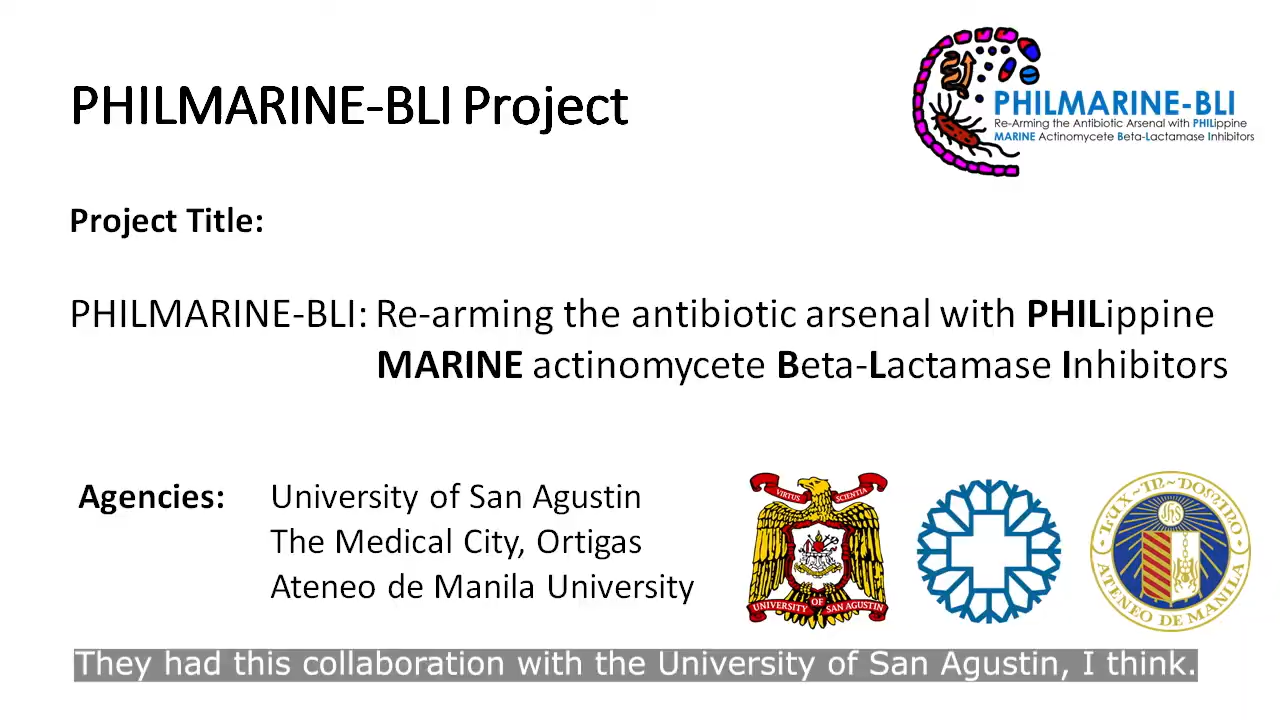 PHILMARINE-BLI Project
PHILMARINE-BLI
Re-Arming the Antibiotic Arsenal with PHILippine
MARINE Actinomycete Beta-Lactamase Inhibitors
Project Title:
PHILMARINE-BLI: Re-arming the antibiotic arsenal with PHILippine
MARINE actinomycete Beta-Lactamase Inhibitors
Agencies:
University of San Agustin
The Medical City, Ortigas
Ateneo de Manila University
VIRTUS SCIENTIA
UNIVERSITY OF SAN AGUSTIN
LUX-IN-DOMINO
JHS
ATENEO DE MANILA
They had this collaboration with the University of San Agustin, I think.